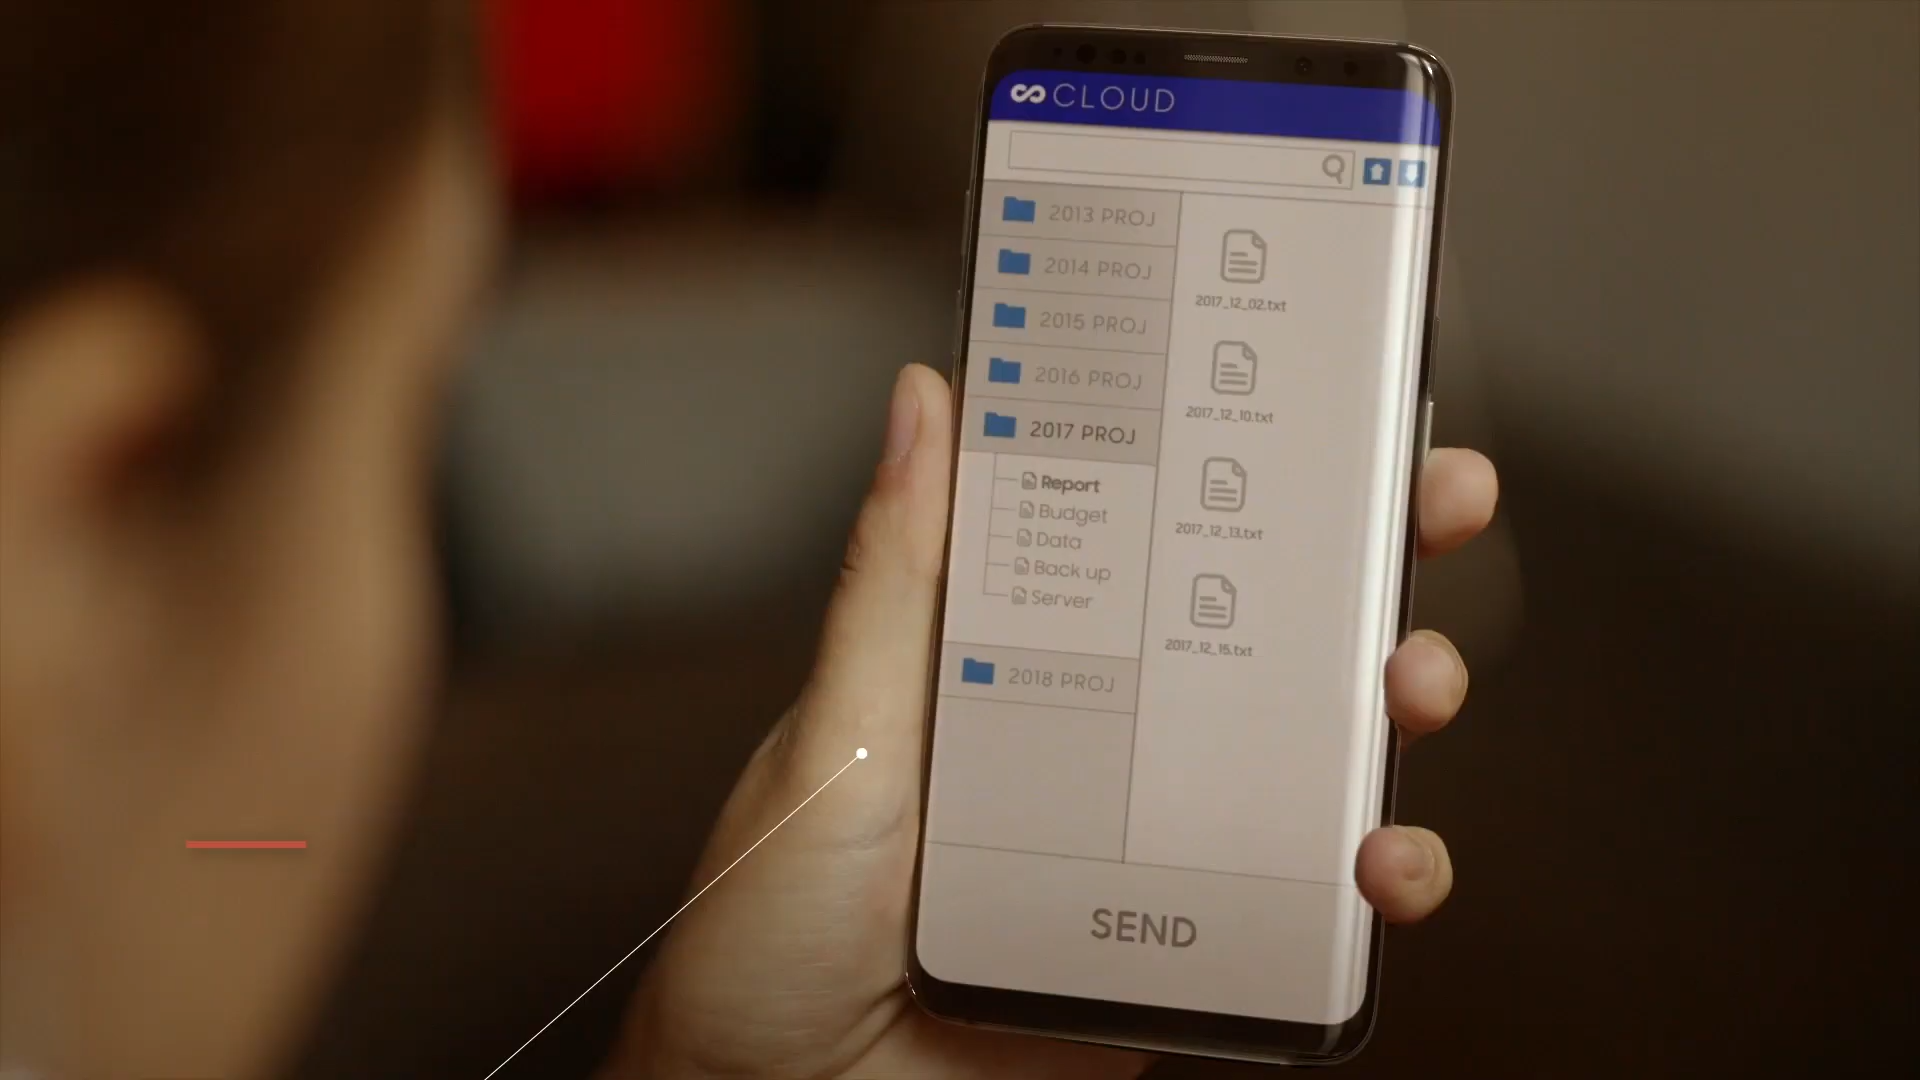 CLOUD
2013 PROJ
2014 PROJ
2015 PROJ
2016 PROJ
2017 PROJ
Report
Budget
Data
Back up
Server
2018 PROJ
2017_12_02.txt
2017_12_10.txt
2017_12_13.txt
2017_12_15.txt
SEND